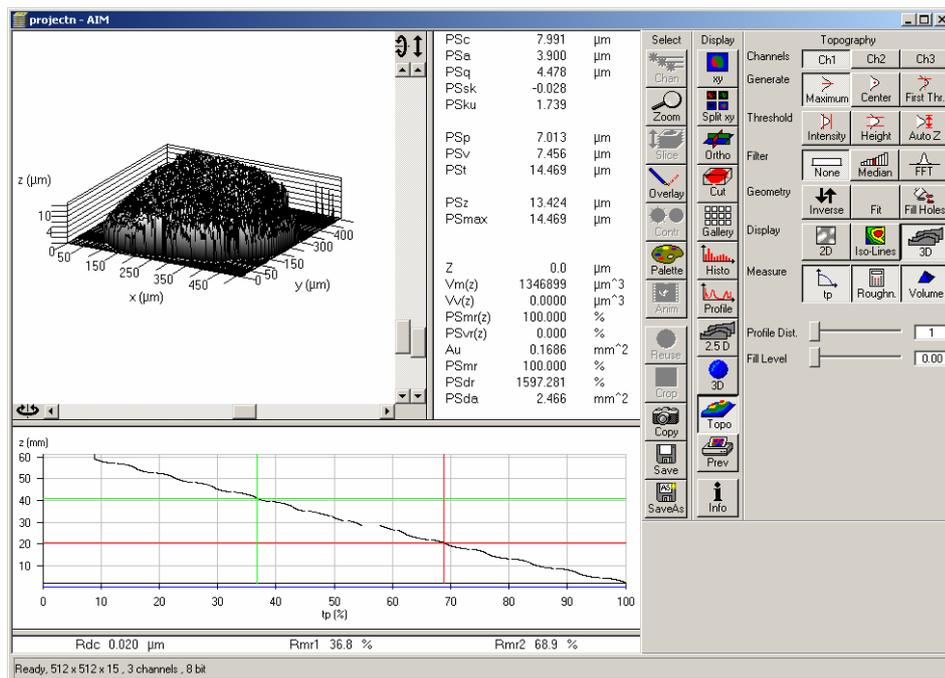 projectn - AIM
z (µm)
10
4
0
50
150
250
350
450
x (µm)
0
50
150
300
400
y (µm)
PSc 7.991 µm
PSa 3.900 µm
PSq 4.478 µm
PSsk -0.028
PSku 1.739
PSp 7.013 µm
PSv 7.456 µm
PSt 14.469 µm
PSz 13.424 µm
PSmax 14.469 µm
Z 0.0 µm
Vm(z) 1346899 µm^3
Vv(z) 0.0000 µm^3
PSmr(z) 100.000 %
PSvr(z) 0.000 %
Au 0.1686 mm^2
PSmr 100.000 %
PSdr 1597.281 %
PSda 2.466 mm^2
Select
Chan
Zoom
Slice
Overlay
Contr
Palette
Anim
Reuse
Crop
Copy
Save
AS
SaveAs
Display
xy
Split xy
Ortho
Cut
Gallery
Histo
Profile
2.5 D
3D
Topo
Prev
Info
Topography
Channels Ch1 Ch2 Ch3
Generate Maximum Center First Thr.
Threshold Intensity Height Auto Z
Filter None Median FFT
Geometry Inverse Fit Fill Holes
Display 2D Iso-Lines 3D
Measure tp Roughn. Volume
Profile Dist. 1
Fill Level 0.00
z (mm)
60
50
40
30
20
10
0 10 20 30 40 50 60 70 80 90 100
tp (%)
Rdc 0.020 µm Rmr1 36.8 % Rmr2 68.9 %
Ready, 512 x 512 x 15 , 3 channels , 8 bit